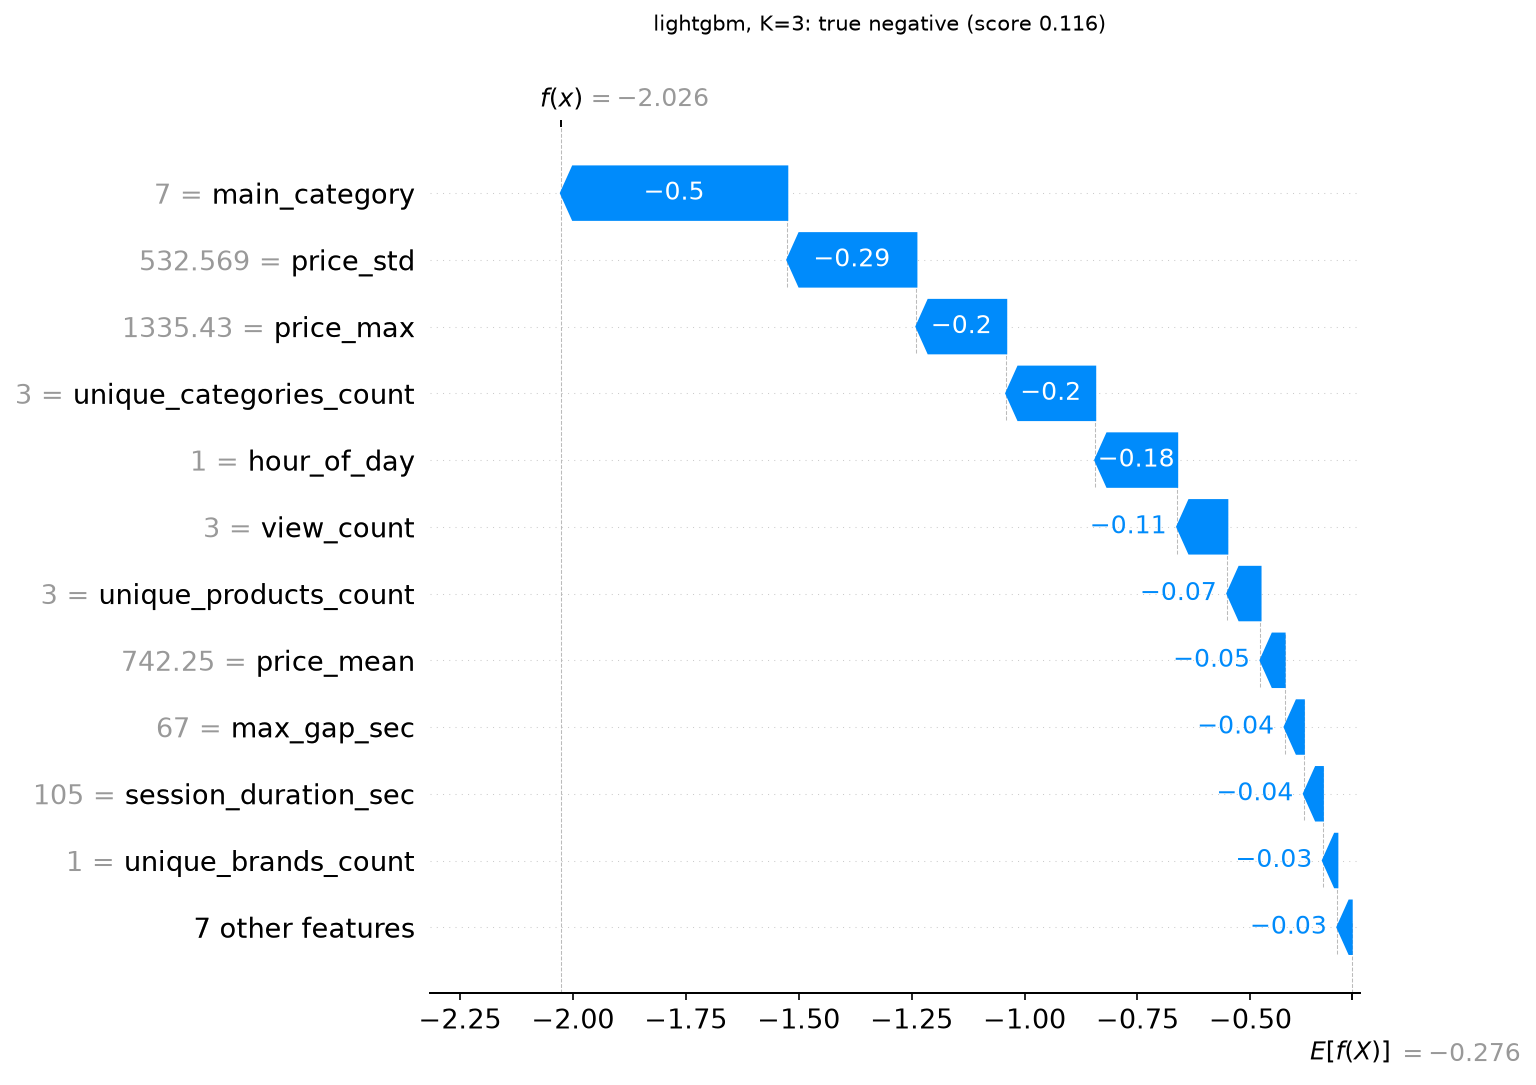 lightgbm, K=3: true negative (score 0.116)
f(x) = −2.026
7 = main_category
−0.5
532.569 = price_std
−0.29
1335.43 = price_max
−0.2
3 = unique_categories_count
−0.2
1 = hour_of_day
−0.18
3 = view_count
−0.11
3 = unique_products_count
−0.07
742.25 = price_mean
−0.05
67 = max_gap_sec
−0.04
105 = session_duration_sec
−0.04
1 = unique_brands_count
−0.03
7 other features
−0.03
−2.25 −2.00 −1.75 −1.50 −1.25 −1.00 −0.75 −0.50
E[f(X)] = −0.276